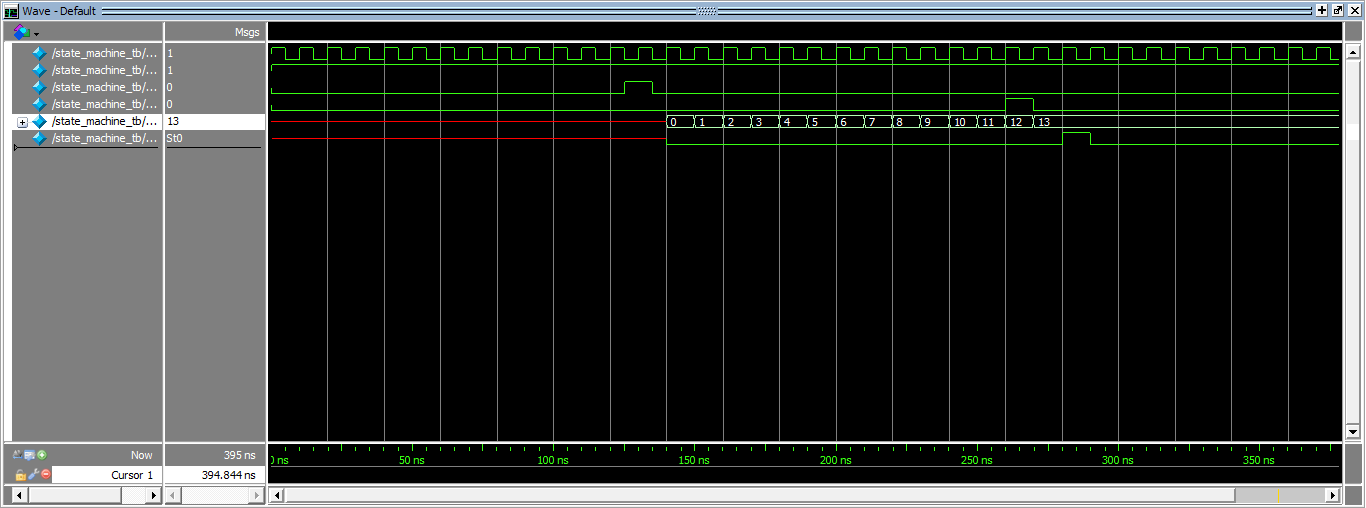 Wave - Default
Msgs
/state_machine_tb/... 1
/state_machine_tb/... 1
/state_machine_tb/... 0
/state_machine_tb/... 0
/state_machine_tb/... 13 0 1 2 3 4 5 6 7 8 9 10 11 12 13
/state_machine_tb/... St0
Now 395 ns 0 ns 50 ns 100 ns 150 ns 200 ns 250 ns 300 ns 350 ns
Cursor 1 394.844 ns